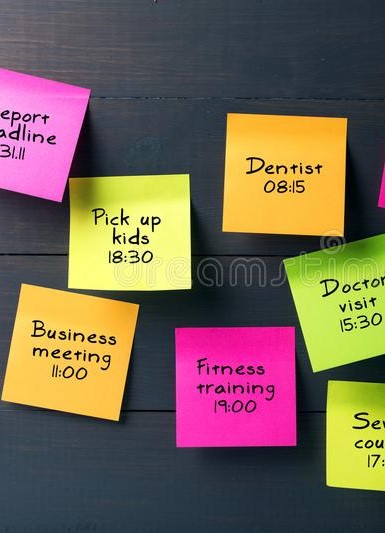 eport
adline
31.11
Dentist
08:15
Pick up
kids
18:30
Doctor
visit
15:30
Business
meeting
11:00
Fitness
training
19:00
Se
cou
17:
dreamstime